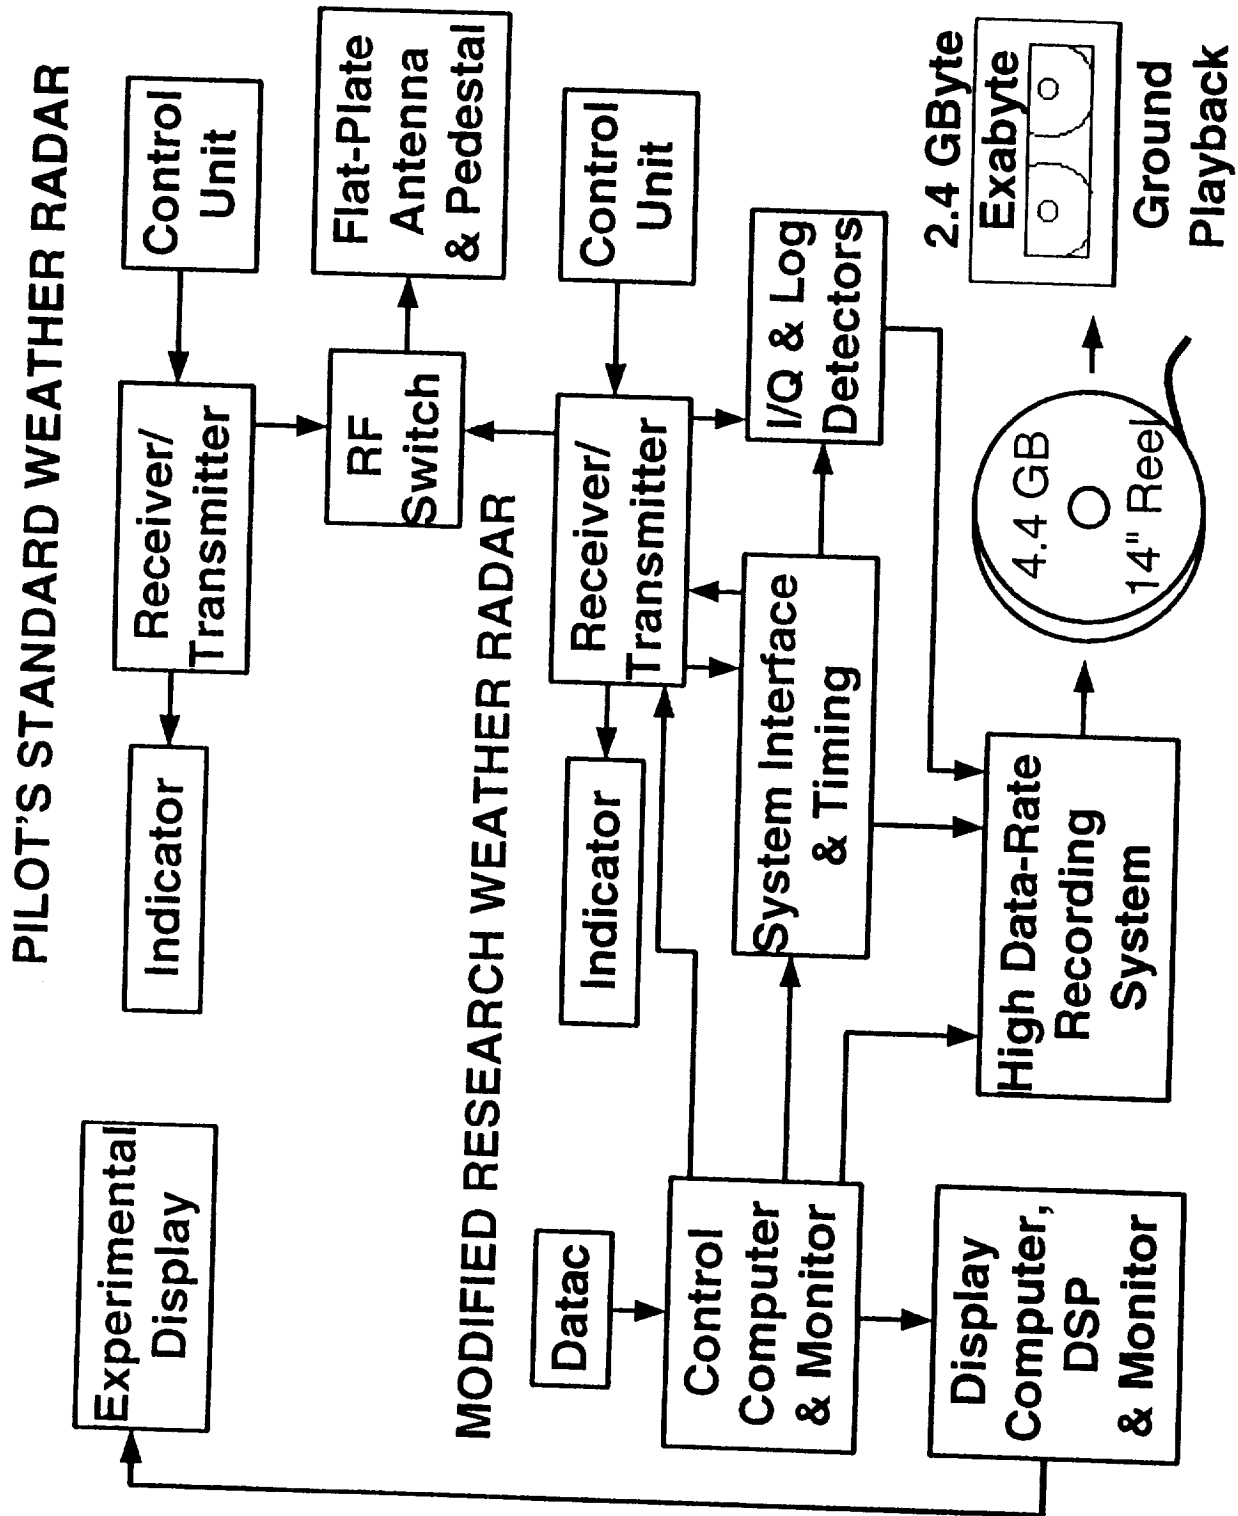 PILOT'S STANDARD WEATHER RADAR
Experimental
Display
Indicator
Receiver/
Transmitter
Control
Unit
RF
Switch
Flat-Plate
Antenna
& Pedestal
MODIFIED RESEARCH WEATHER RADAR
Datac
Indicator
Receiver/
Transmitter
Control
Unit
Control
Computer
& Monitor
System Interface
& Timing
I/Q & Log
Detectors
Display
Computer,
DSP
& Monitor
High Data-Rate
Recording
System
4.4 GB
14" Reel
2.4 GByte
Exabyte
Ground
Playback